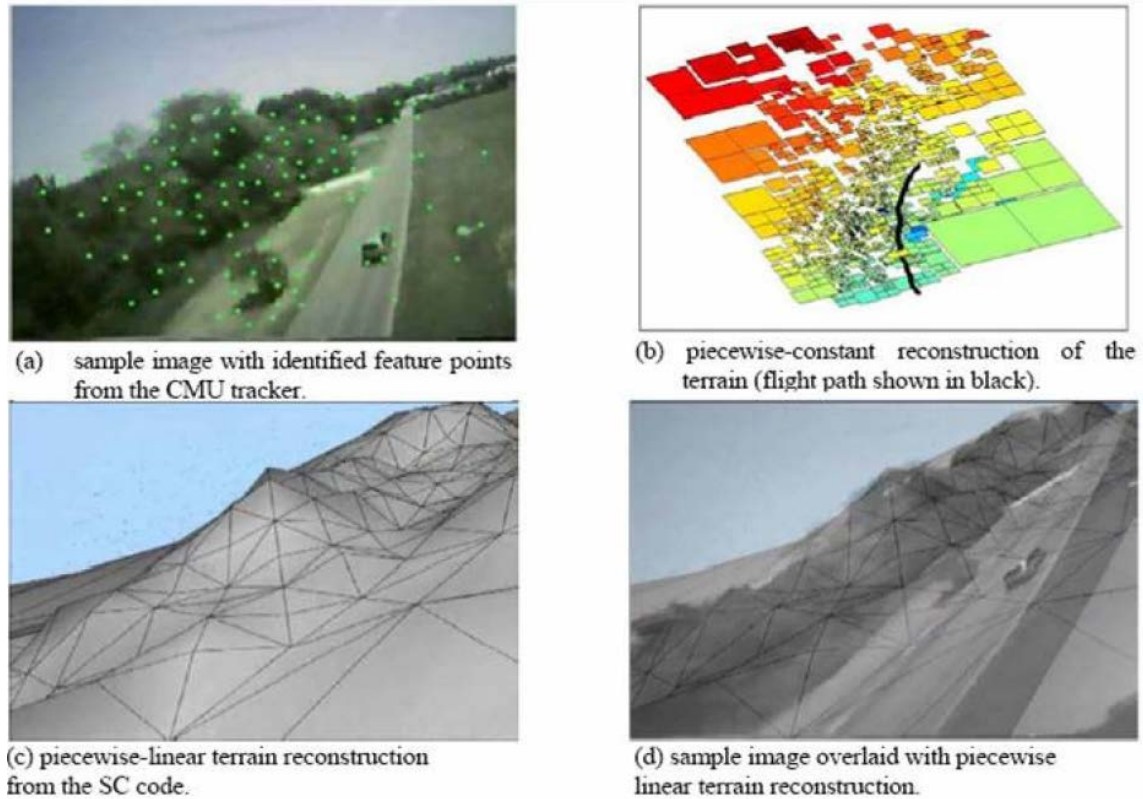 (a) sample image with identified feature points
from the CMU tracker.
(b) piecewise-constant reconstruction of the
terrain (flight path shown in black).
(c) piecewise-linear terrain reconstruction
from the SC code.
(d) sample image overlaid with piecewise
linear terrain reconstruction.